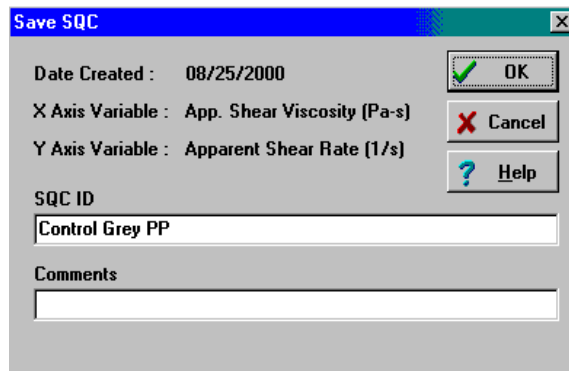 Save SQC
Date Created : 08/25/2000
OK
X Axis Variable : App. Shear Viscosity (Pa-s)
Cancel
Y Axis Variable : Apparent Shear Rate (1/s)
Help
SQC ID
Control Grey PP
Comments